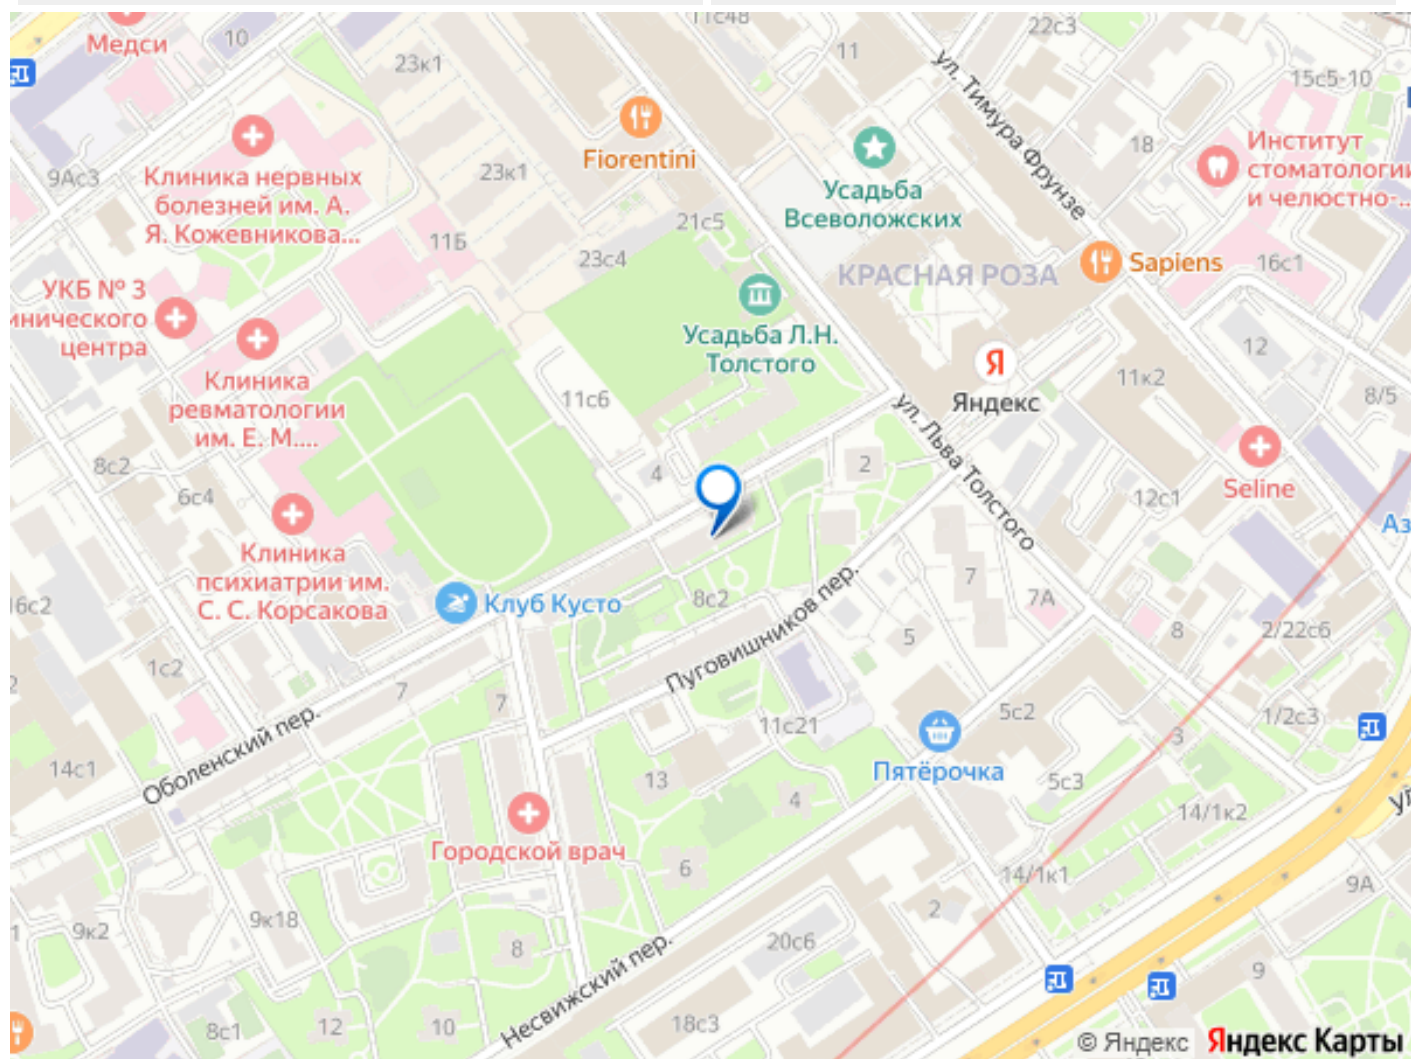 Медси
10
11с48
22с3
11
23к1
15с5-10
ул. Тимура Фрунзе
18
Институт
стоматологии
и челюстно-...
Fiorentini
9Ас3
Клиника нервных
болезней им. А.
Я. Кожевникова...
23к1
Усадьба
Всеволожских
21с5
11Б
23с4
КРАСНАЯ РОЗА
Sapiens
16с1
УКБ № 3
инического
центра
Усадьба Л.Н.
Толстого
12
Клиника
ревматологии
им. Е. М....
11с6
Яндекс
11к2
8/5
ул. Льва Толстого
8с2
6с4
4
2
Seline
12с1
Аз
Клиника
психиатрии им.
С. С. Корсакова
16с2
Клуб Кусто
8с2
7
7А
Пуговишников пер.
5
8
2/22с6
1с2
2
7
7
Оболенский пер.
11с21
5с2
1/2с3
3
14с1
13
4
Пятёрочка
5с3
14/1к2
Городской врач
6
14/1к1
9А
9к18
9к2
1
8
2
20с6
9
Несвижский пер.
8с1
12
10
18с3
© Яндекс Яндекс Карты